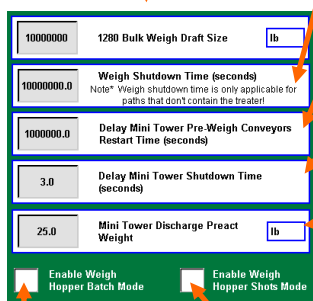 10000000 1280 Bulk Weigh Draft Size lb
Weigh Shutdown Time (seconds)
10000000.0 Note* Weigh shutdown time is only applicable for
paths that don't contain the treater!
1000000.0 Delay Mini Tower Pre-Weigh Conveyors
Restart Time (seconds)
3.0 Delay Mini Tower Shutdown Time
(seconds)
25.0 Mini Tower Discharge Preact
Weight lb
Enable Weigh
Hopper Batch Mode
Enable Weigh
Hopper Shots Mode